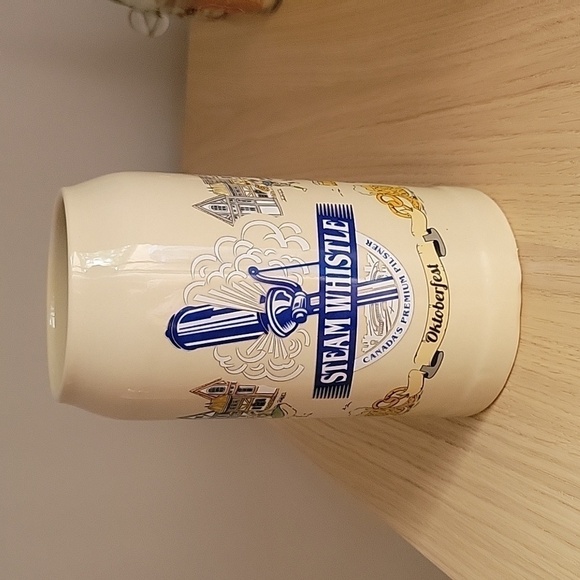 STEAM WHISTLE
CANADA'S PREMIUM PILSNER
Oktoberfest